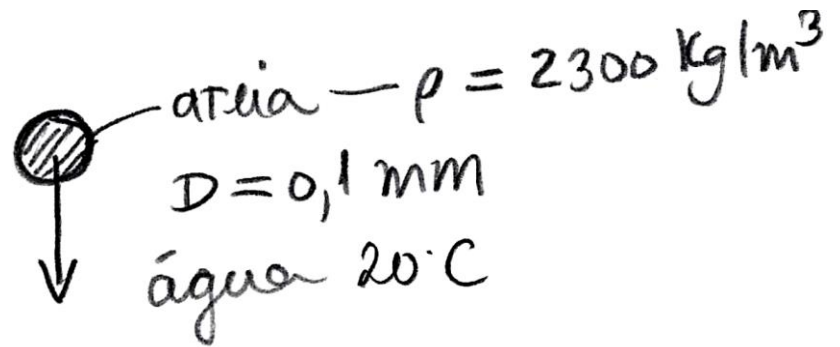 areia — ρ = 2300 Kg/m³
D = 0,1 mm
água 20°C